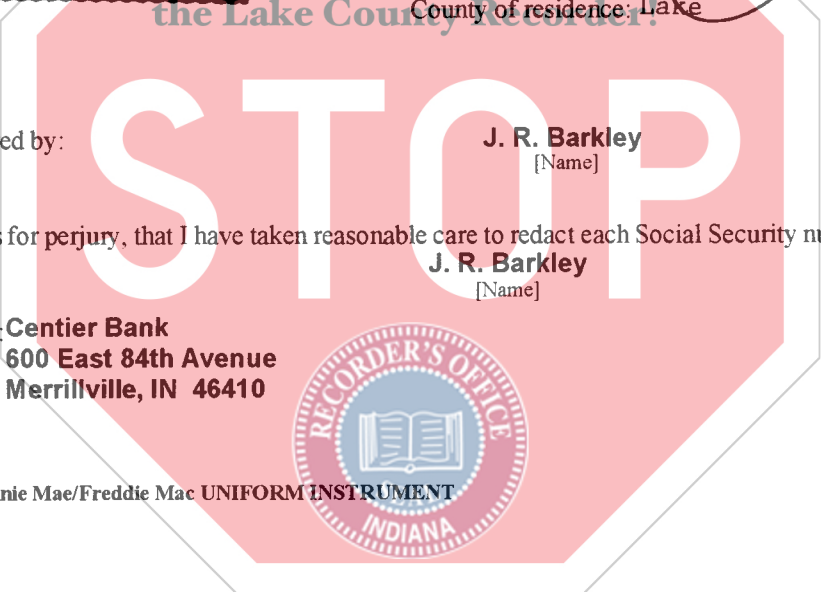 the Lake County Recorder!
County of residence: Lake
STOP
ed by:
J. R. Barkley
[Name]
s for perjury, that I have taken reasonable care to redact each Social Security nu
J. R. Barkley
[Name]
Centier Bank
600 East 84th Avenue
Merrillville, IN 46410
RECORDER'S OFFICE
SEAL
INDIANA
nie Mae/Freddie Mac UNIFORM INSTRUMENT